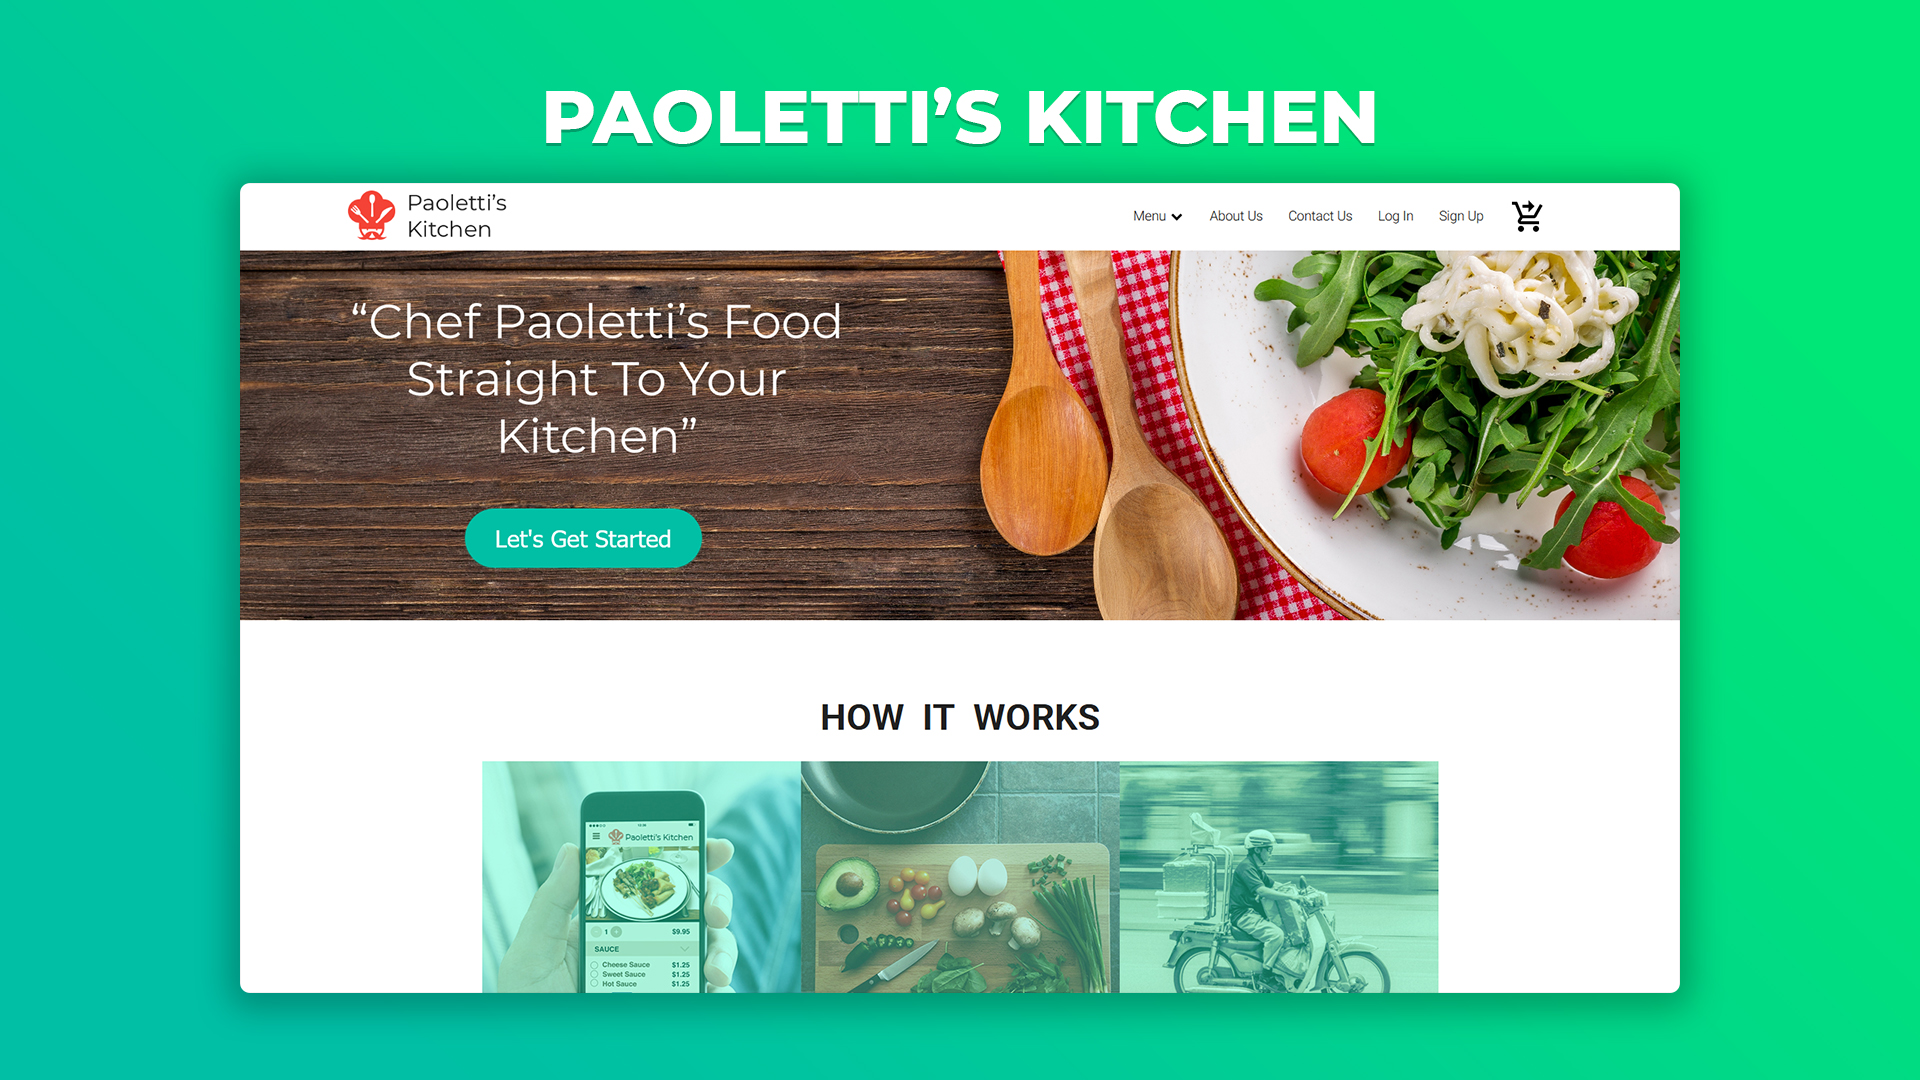 PAOLETTI’S KITCHEN
Paoletti’s
Kitchen
Menu
About Us
Contact Us
Log In
Sign Up
“Chef Paoletti’s Food
Straight To Your
Kitchen”
Let's Get Started
HOW IT WORKS
Paoletti's Kitchen
1 $9.95
SAUCE
Cheese Sauce $1.25
Sweet Sauce $1.25
Hot Sauce $1.25